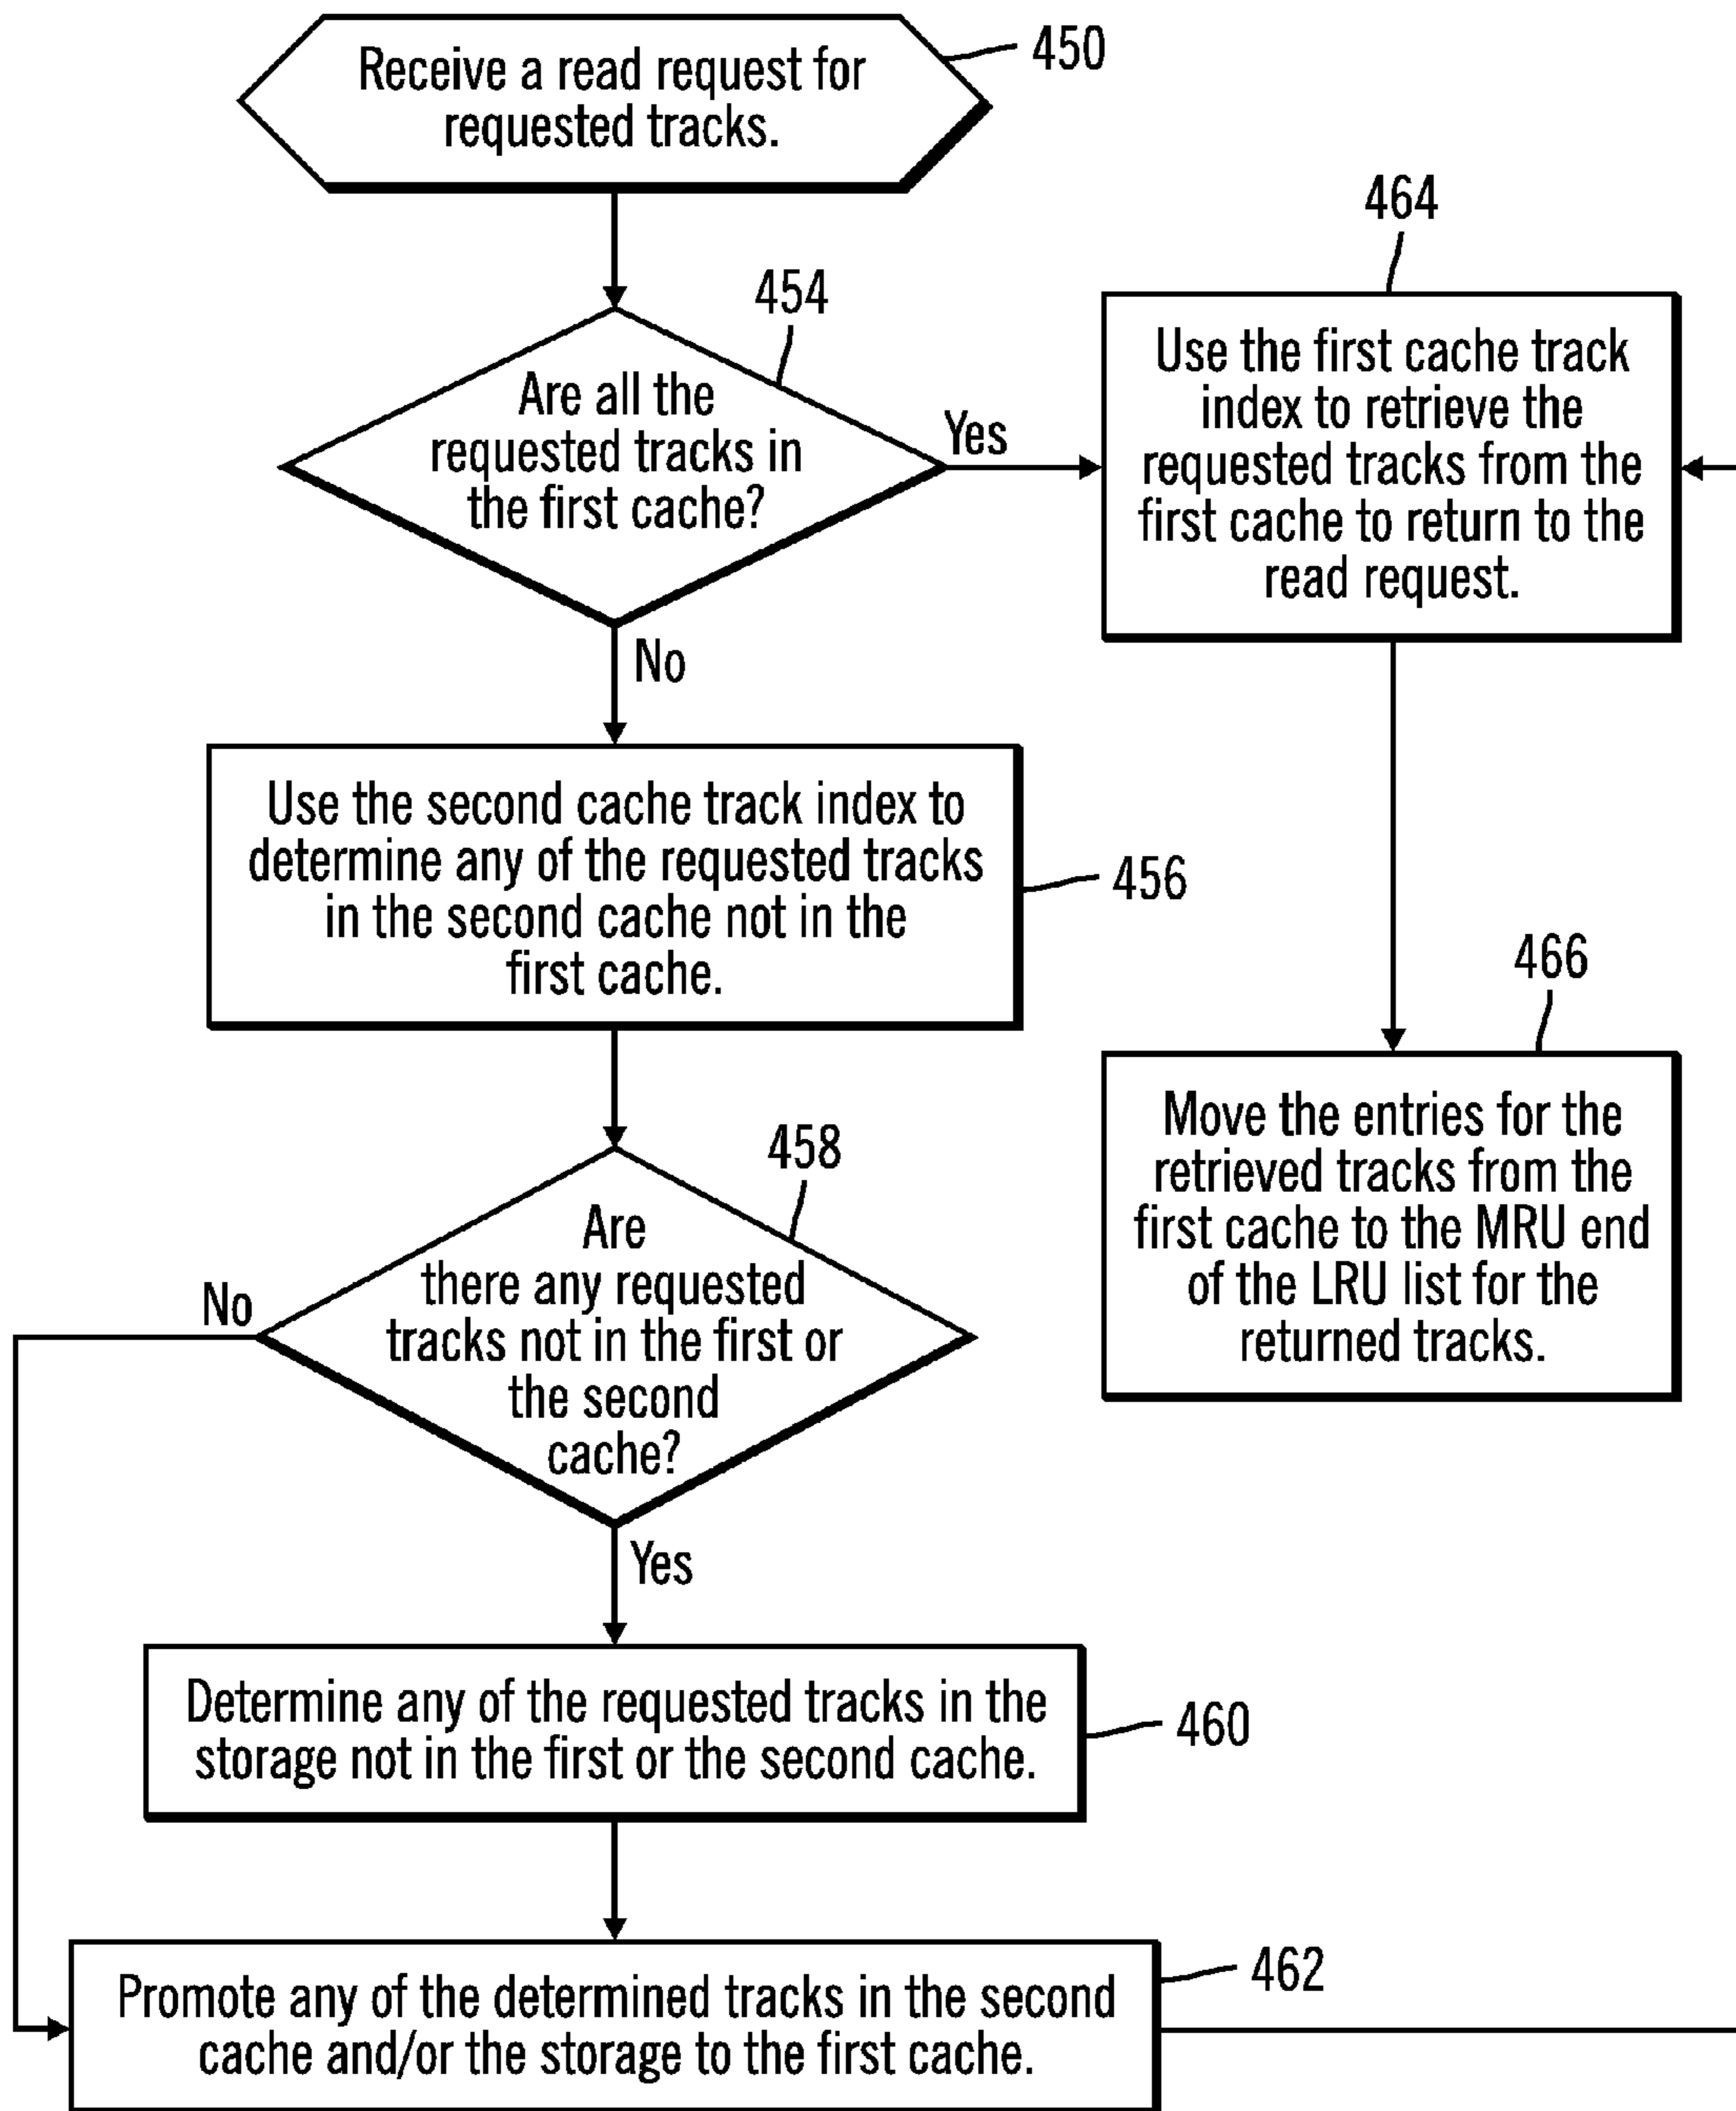 Receive a read request for
requested tracks.
450
454
Are all the
requested tracks in
the first cache?
Yes
No
464
Use the first cache track
index to retrieve the
requested tracks from the
first cache to return to the
read request.
Use the second cache track index to
determine any of the requested tracks
in the second cache not in the
first cache.
456
466
Move the entries for the
retrieved tracks from the
first cache to the MRU end
of the LRU list for the
returned tracks.
458
Are
there any requested
tracks not in the first or
the second
cache?
No
Yes
Determine any of the requested tracks in the
storage not in the first or the second cache.
460
Promote any of the determined tracks in the second
cache and/or the storage to the first cache.
462